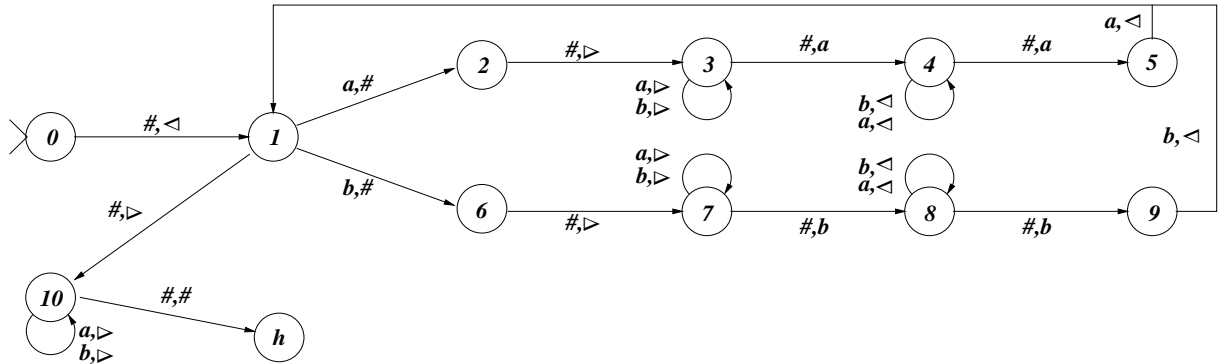 a,⊲
#,⊳
#,a
#,a
2
3
4
5
a,#
a,⊳
b,⊳
b,⊲
a,⊲
#,⊲
0
1
b,⊲
a,⊳
b,⊳
b,⊲
a,⊲
b,#
#,⊳
6
7
8
9
#,⊳
#,b
#,b
10
#,#
h
a,⊳
b,⊳